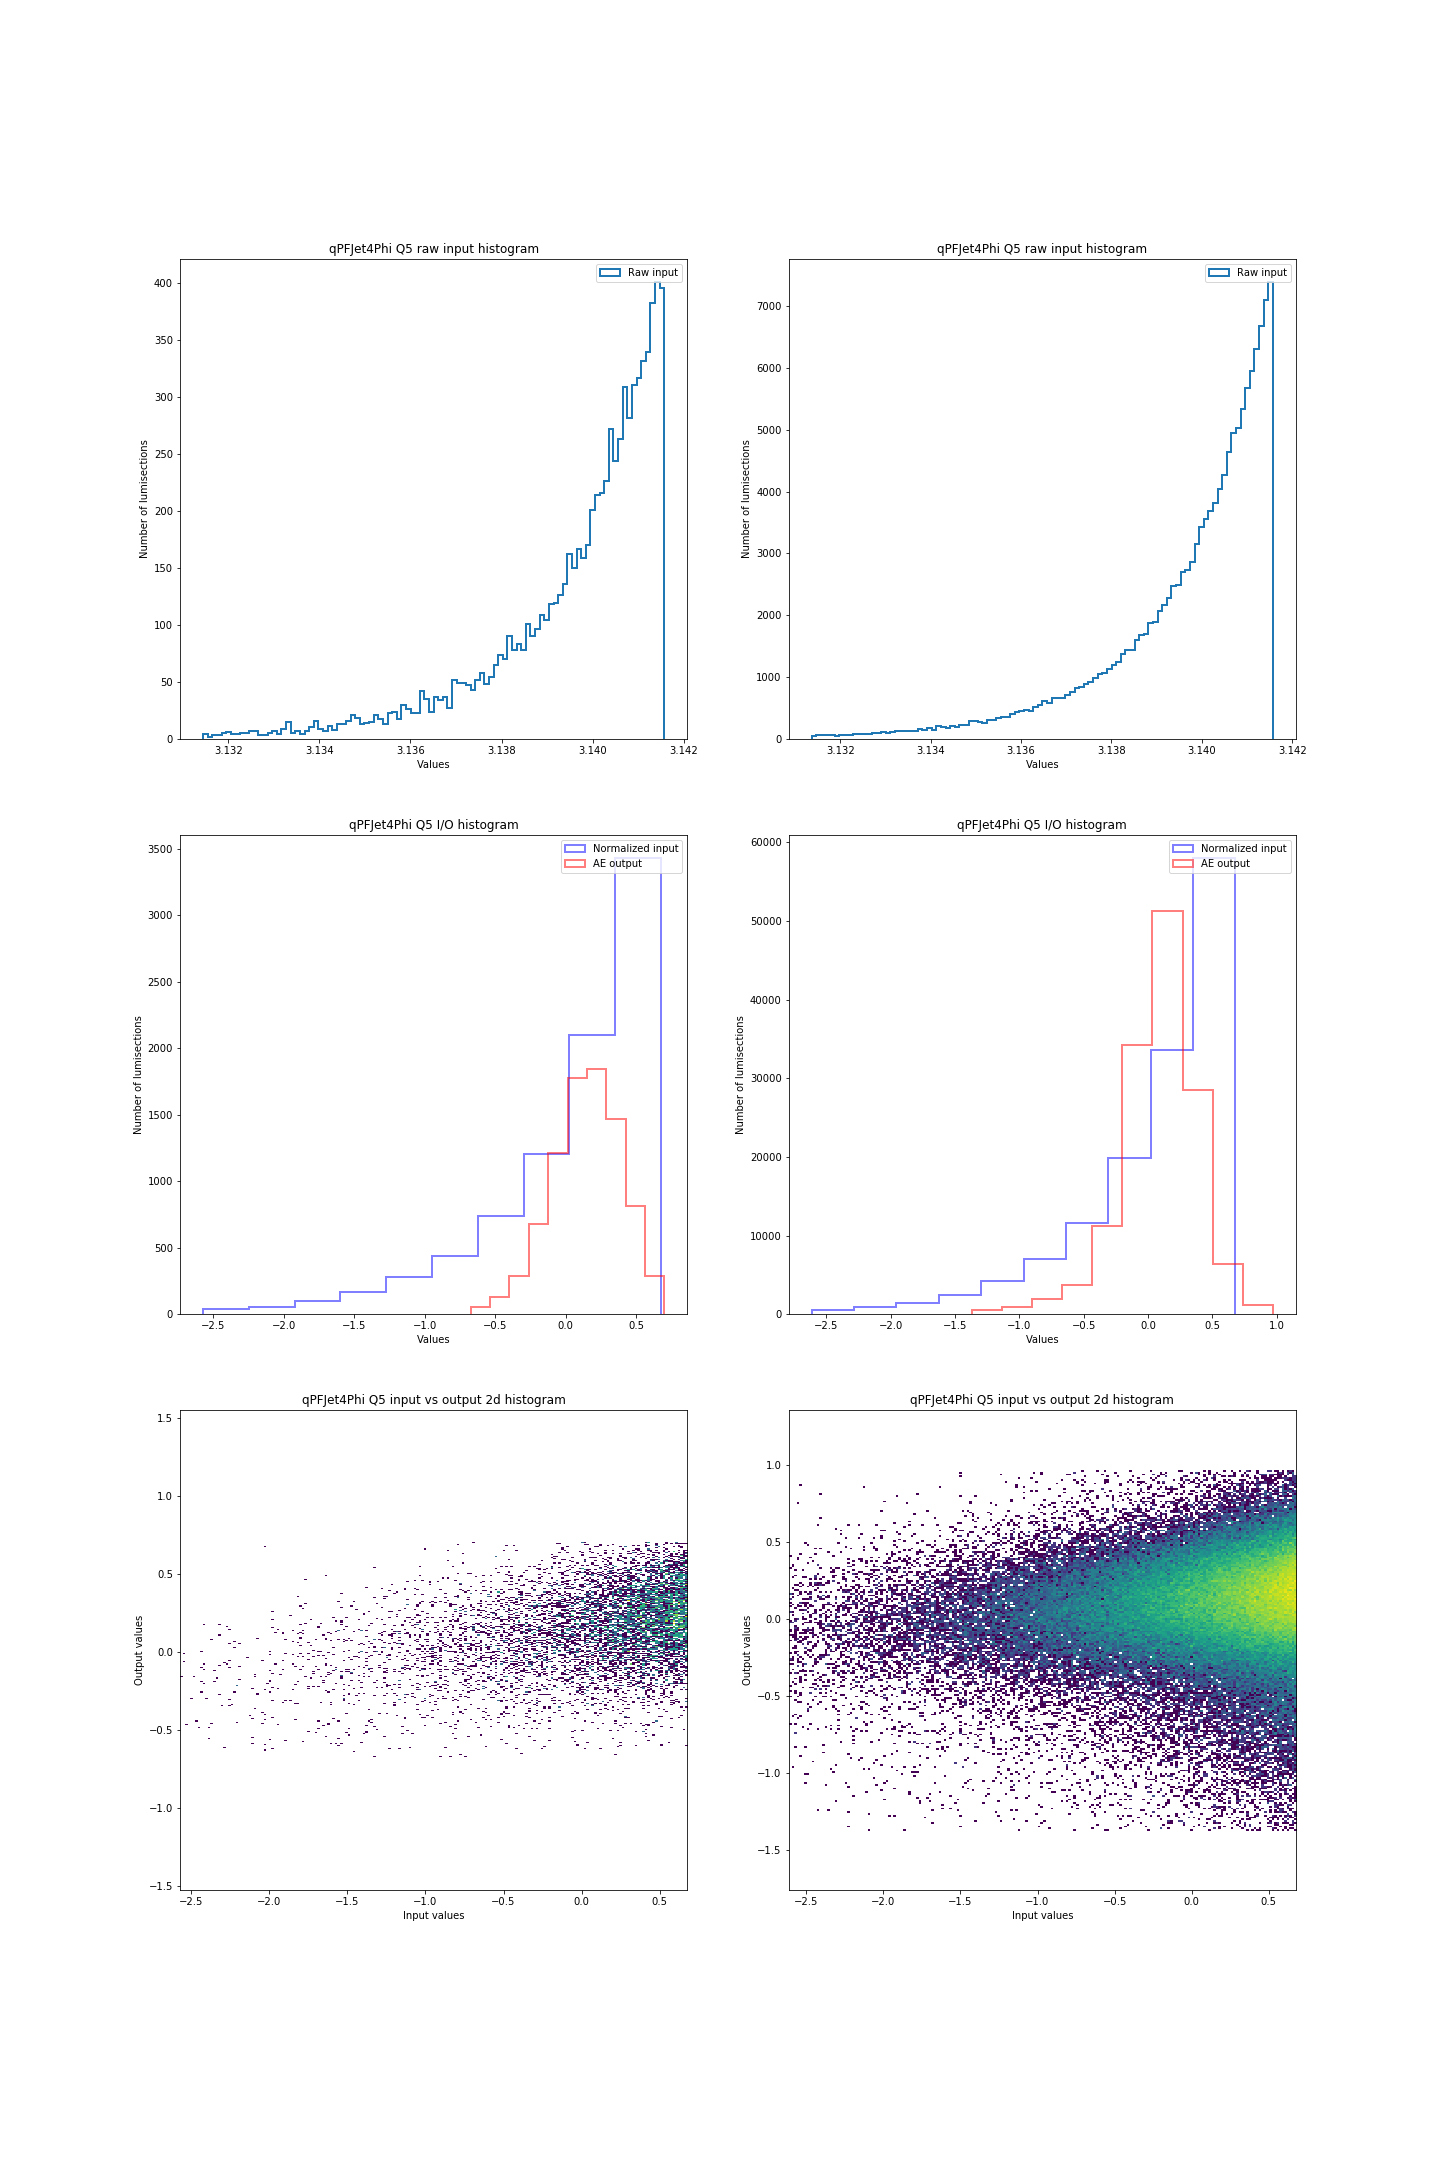 qPFJet4Phi Q5 raw input histogram
Raw input
400
350
300
250
200
150
100
50
0
Number of lumisections
3.132 3.134 3.136 3.138 3.140 3.142
Values
qPFJet4Phi Q5 raw input histogram
Raw input
7000
6000
5000
4000
3000
2000
1000
0
Number of lumisections
3.132 3.134 3.136 3.138 3.140 3.142
Values
qPFJet4Phi Q5 I/O histogram
Normalized input
AE output
3500
3000
2500
2000
1500
1000
500
0
Number of lumisections
−2.5 −2.0 −1.5 −1.0 −0.5 0.0 0.5
Values
qPFJet4Phi Q5 I/O histogram
Normalized input
AE output
60000
50000
40000
30000
20000
10000
0
Number of lumisections
−2.5 −2.0 −1.5 −1.0 −0.5 0.0 0.5 1.0
Values
qPFJet4Phi Q5 input vs output 2d histogram
1.5
1.0
0.5
0.0
−0.5
−1.0
−1.5
Output values
−2.5 −2.0 −1.5 −1.0 −0.5 0.0 0.5
Input values
qPFJet4Phi Q5 input vs output 2d histogram
1.0
0.5
0.0
−0.5
−1.0
−1.5
Output values
−2.5 −2.0 −1.5 −1.0 −0.5 0.0 0.5
Input values